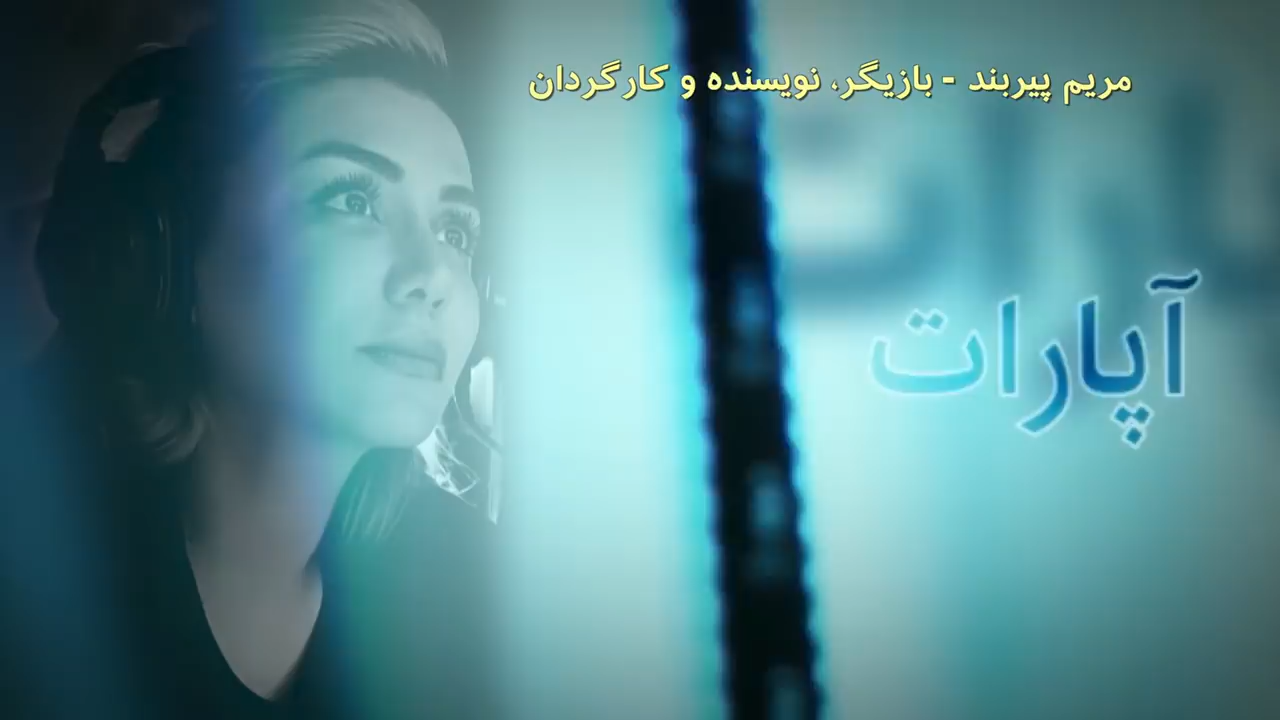 مریم پیربند - بازیگر، نویسنده و کارگردان
آپارات